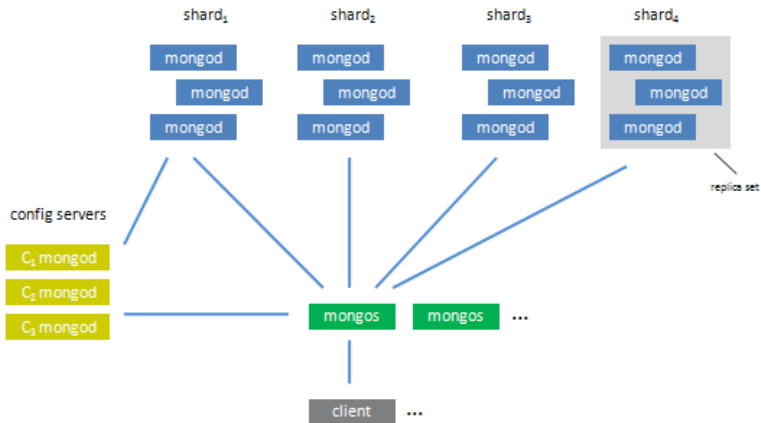 shard₁ shard₂ shard₃ shard₄
mongod mongod mongod mongod
mongod mongod mongod mongod
mongod mongod mongod mongod
replica set
config servers
C₁ mongod
C₂ mongod
C₃ mongod
mongos mongos ...
client ...